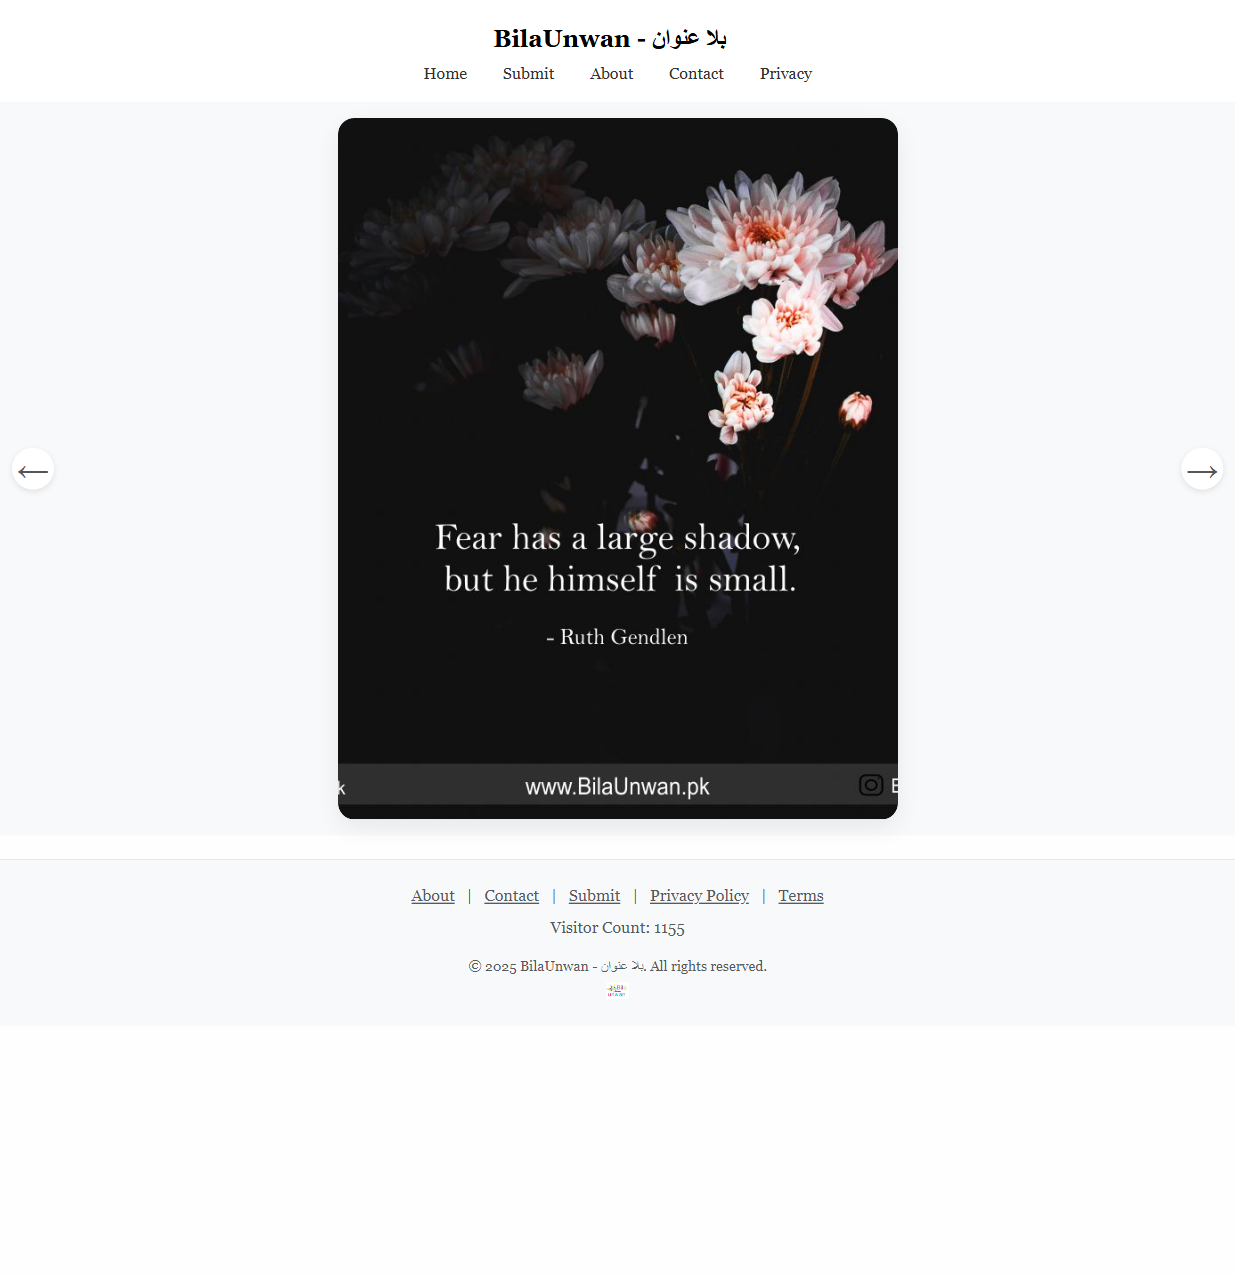 BilaUnwan - بلا عنوان
Home Submit About Contact Privacy
Fear has a large shadow,
but he himself is small.
- Ruth Gendlen
k www.BilaUnwan.pk
About | Contact | Submit | Privacy Policy | Terms
Visitor Count: 1155
© 2025 BilaUnwan - بلا عنوان. All rights reserved.